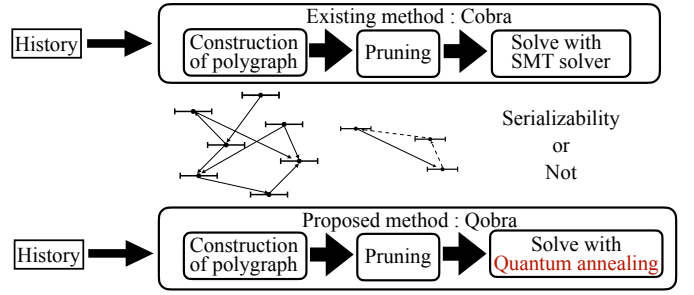 Existing method : Cobra
History
Construction
of polygraph
Pruning
Solve with
SMT solver
Serializability
or
Not
Proposed method : Qobra
History
Construction
of polygraph
Pruning
Solve with
Quantum annealing